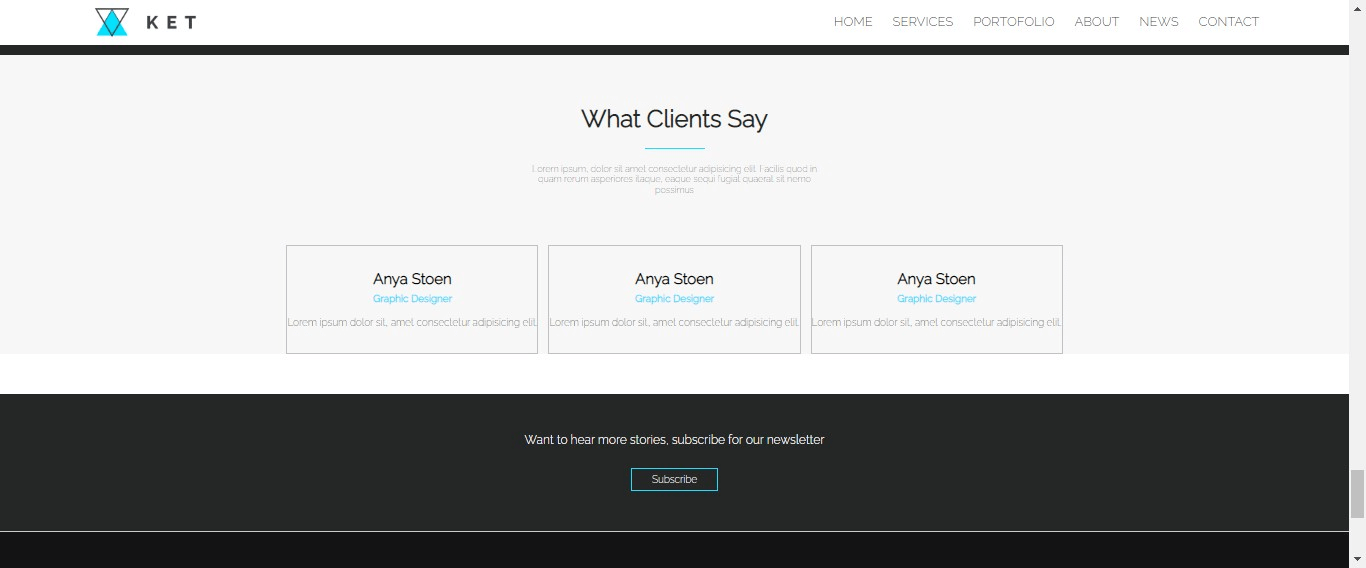 KET
HOME SERVICES PORTOFOLIO ABOUT NEWS CONTACT
What Clients Say
Lorem ipsum, dolor sit amet consectetur adipisicing elit. Facilis quod in
quam rerum asperiores itaque, eaque sequi fugiat quaerat sit nemo
possimus
Anya Stoen
Graphic Designer
Lorem ipsum dolor sit, amet consectetur adipisicing elit.
Anya Stoen
Graphic Designer
Lorem ipsum dolor sit, amet consectetur adipisicing elit.
Anya Stoen
Graphic Designer
Lorem ipsum dolor sit, amet consectetur adipisicing elit.
Want to hear more stories, subscribe for our newsletter
Subscribe